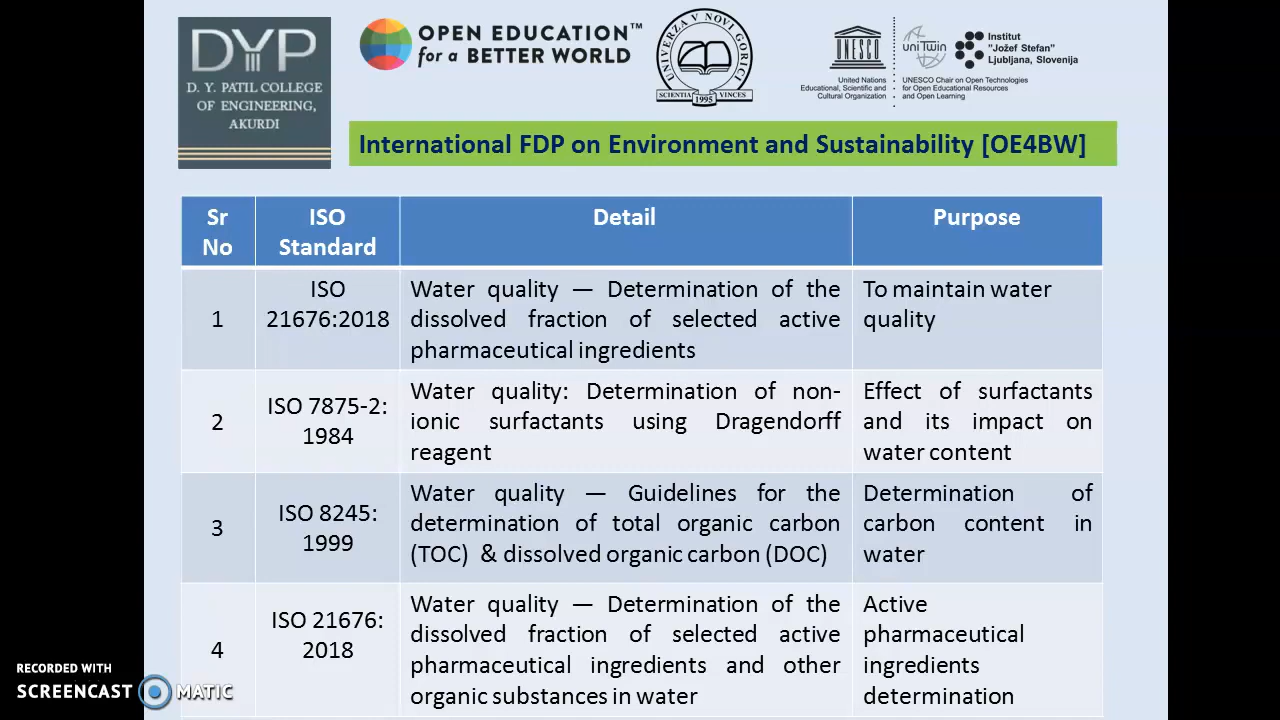 DYP
D. Y. PATIL COLLEGE
OF ENGINEERING,
AKURDI
OPEN EDUCATION™
for a BETTER WORLD
UNIVERZA V NOVI GORICI
SCIENTIA VINCES
1995
UNESCO
United Nations
Educational, Scientific and
Cultural Organization
uniTwin
Institut
"Jožef Stefan"
Ljubljana, Slovenija
UNESCO Chair on Open Technologies
for Open Educational Resources
and Open Learning
International FDP on Environment and Sustainability [OE4BW]
Sr
No
ISO
Standard
Detail
Purpose
1
ISO
21676:2018
Water quality — Determination of the
dissolved fraction of selected active
pharmaceutical ingredients
To maintain water
quality
2
ISO 7875-2:
1984
Water quality: Determination of non-
ionic surfactants using Dragendorff
reagent
Effect of surfactants
and its impact on
water content
3
ISO 8245:
1999
Water quality — Guidelines for the
determination of total organic carbon
(TOC) & dissolved organic carbon (DOC)
Determination of
carbon content in
water
4
ISO 21676:
2018
Water quality — Determination of the
dissolved fraction of selected active
pharmaceutical ingredients and other
organic substances in water
Active
pharmaceutical
ingredients
determination
RECORDED WITH
SCREENCAST MATIC